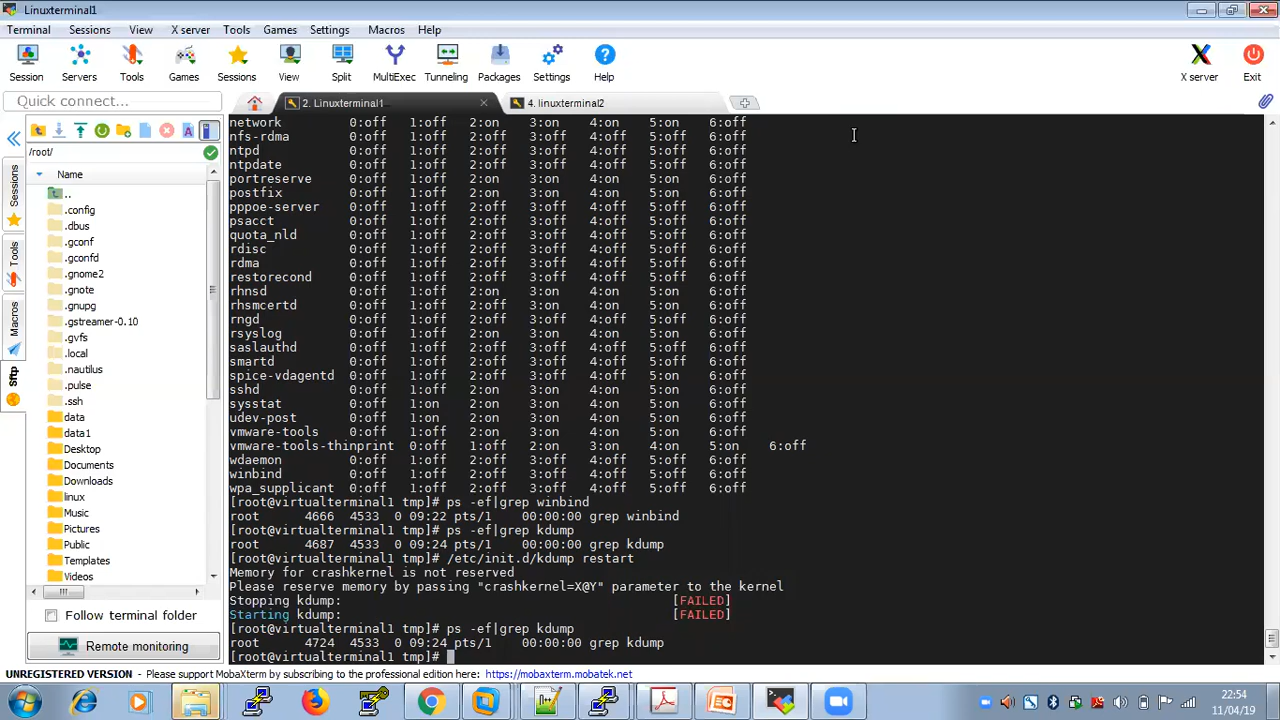 Linuxterminal1
Terminal Sessions View X server Tools Games Settings Macros Help
Session Servers Tools Games Sessions View Split MultiExec Tunneling Packages Settings Help X server Exit
Quick connect...
2. Linuxterminal1
4. linuxterminal2
/root/
Name
..
.config
.dbus
.gconf
.gconfd
.gnome2
.gnote
.gnupg
.gstreamer-0.10
.gvfs
.local
.nautilus
.pulse
.ssh
data
data1
Desktop
Documents
Downloads
linux
Music
Pictures
Public
Templates
Videos
Sessions
Tools
Macros
Sftp
Follow terminal folder
Remote monitoring
network 0:off 1:off 2:on 3:on 4:on 5:on 6:off
nfs-rdma 0:off 1:off 2:on 3:on 4:on 5:on 6:off
ntpd 0:off 1:off 2:off 3:off 4:off 5:off 6:off
ntpdate 0:off 1:off 2:off 3:off 4:off 5:off 6:off
portreserve 0:off 1:off 2:on 3:on 4:on 5:on 6:off
postfix 0:off 1:off 2:on 3:on 4:on 5:on 6:off
pppoe-server 0:off 1:off 2:off 3:off 4:off 5:off 6:off
psacct 0:off 1:off 2:off 3:off 4:off 5:off 6:off
quota_nld 0:off 1:off 2:off 3:off 4:off 5:off 6:off
rdisc 0:off 1:off 2:off 3:off 4:off 5:off 6:off
rdma 0:off 1:off 2:off 3:off 4:off 5:off 6:off
restorecond 0:off 1:off 2:off 3:off 4:off 5:off 6:off
rhnsd 0:off 1:off 2:on 3:on 4:on 5:on 6:off
rhsmcertd 0:off 1:off 2:off 3:on 4:on 5:on 6:off
rngd 0:off 1:off 2:off 3:off 4:off 5:off 6:off
rsyslog 0:off 1:off 2:on 3:on 4:on 5:on 6:off
saslauthd 0:off 1:off 2:off 3:off 4:off 5:off 6:off
smartd 0:off 1:off 2:off 3:off 4:off 5:off 6:off
spice-vdagentd 0:off 1:off 2:off 3:off 4:off 5:on 6:off
sshd 0:off 1:off 2:on 3:on 4:on 5:on 6:off
sysstat 0:off 1:on 2:on 3:on 4:on 5:on 6:off
udev-post 0:off 1:on 2:on 3:on 4:on 5:on 6:off
vmware-tools 0:off 1:off 2:on 3:on 4:on 5:on 6:off
vmware-tools-thinprint 0:off 1:off 2:on 3:on 4:on 5:on 6:off
wdaemon 0:off 1:off 2:off 3:off 4:off 5:off 6:off
winbind 0:off 1:off 2:off 3:off 4:off 5:off 6:off
wpa_supplicant 0:off 1:off 2:off 3:off 4:off 5:off 6:off
[root@virtualterminal1 tmp]# ps -ef|grep winbind
root 4666 4533 0 09:22 pts/1 00:00:00 grep winbind
[root@virtualterminal1 tmp]# ps -ef|grep kdump
root 4687 4533 0 09:24 pts/1 00:00:00 grep kdump
[root@virtualterminal1 tmp]# /etc/init.d/kdump restart
Memory for crashkernel is not reserved
Please reserve memory by passing "crashkernel=X@Y" parameter to the kernel
Stopping kdump: [FAILED]
Starting kdump: [FAILED]
[root@virtualterminal1 tmp]# ps -ef|grep kdump
root 4724 4533 0 09:24 pts/1 00:00:00 grep kdump
[root@virtualterminal1 tmp]#
UNREGISTERED VERSION - Please support MobaXterm by subscribing to the professional edition here: https://mobaxterm.mobatek.net
22:54
11/04/19